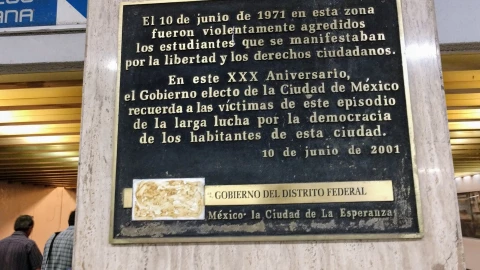 ANA
El 10 de junio de 1971 en esta zona
fueron violentamente agredidos
los estudiantes que se manifestaban
por la libertad y los derechos ciudadanos.
En este XXX Aniversario,
el Gobierno electo de la Ciudad de México
recuerda a las víctimas de este episodio
de la larga lucha por la democracia
de los habitantes de esta ciudad.
10 de junio de 2001
GOBIERNO DEL DISTRITO FEDERAL
México: la Ciudad de La Esperanza